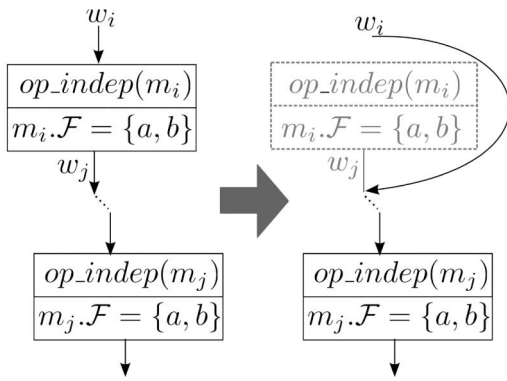 w_i
op_indep(m_i)
m_i.ℱ = {a, b}
w_j
op_indep(m_j)
m_j.ℱ = {a, b}
w_i
op_indep(m_i)
m_i.ℱ = {a, b}
w_j
op_indep(m_j)
m_j.ℱ = {a, b}